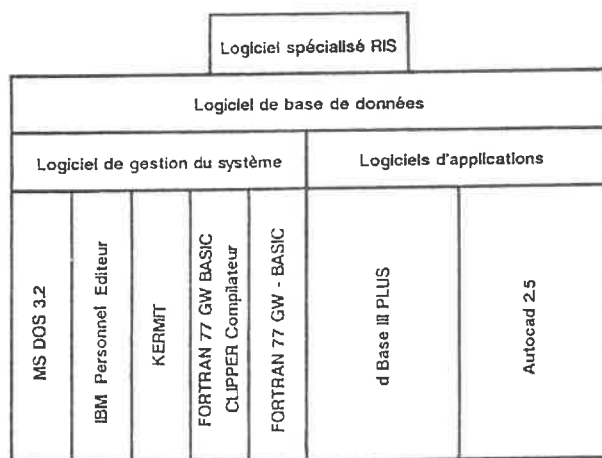 Logiciel spécialisé RIS
Logiciel de base de données
Logiciel de gestion du système
Logiciels d'applications
MS DOS 3.2
IBM Personnel Editeur
KERMIT
FORTRAN 77 GW BASIC
CLIPPER Compilateur
FORTRAN 77 GW - BASIC
d Base III PLUS
Autocad 2.5